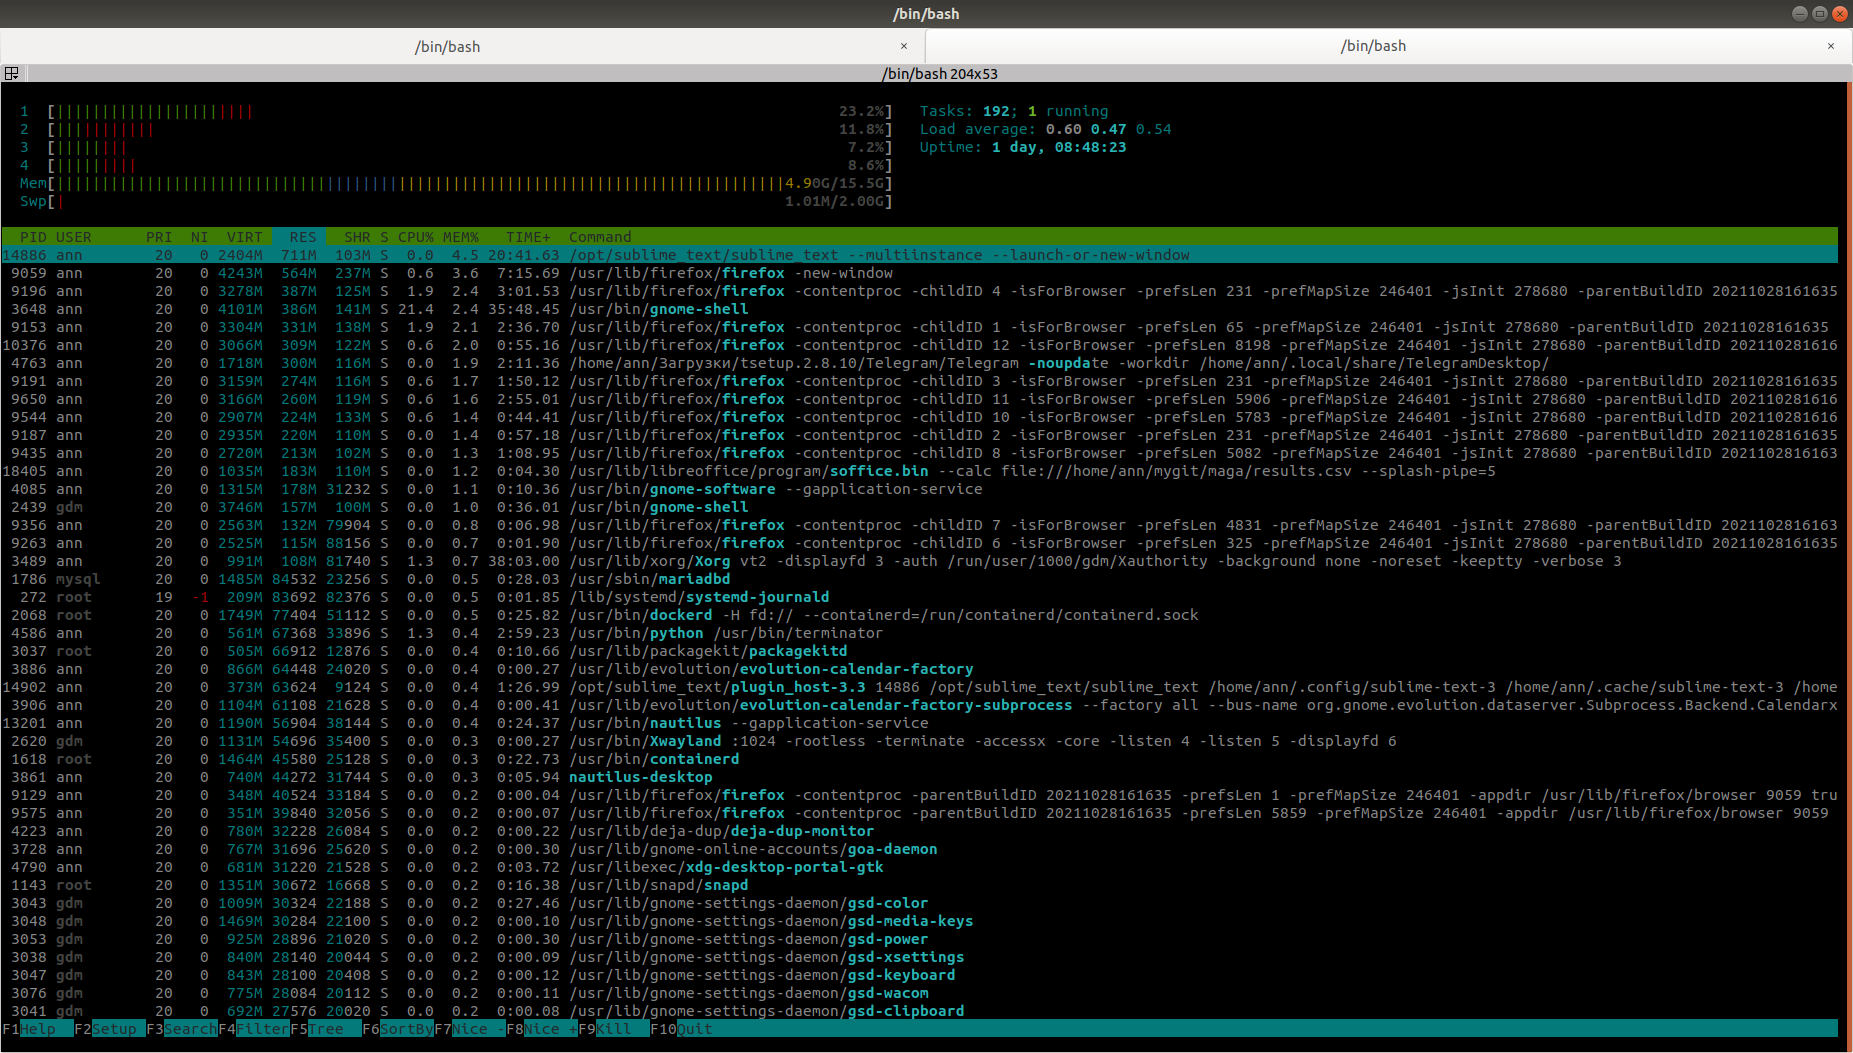 /bin/bash
/bin/bash × /bin/bash ×
/bin/bash 204x53
1 [|||||||||||||||||||||| 23.2%] Tasks: 192; 1 running
2 [||||||||||| 11.8%] Load average: 0.60 0.47 0.54
3 [|||||||| 7.2%] Uptime: 1 day, 08:48:23
4 [||||||||| 8.6%]
Mem[|||||||||||||||||||||||||||||||||||||||||||||||||||||||||||||||||||||||||||||||||4.90G/15.5G]
Swp[| 1.01M/2.00G]
PID USER PRI NI VIRT RES SHR S CPU% MEM% TIME+ Command
14886 ann 20 0 2404M 711M 103M S 0.0 4.5 20:41.63 /opt/sublime_text/sublime_text --multiinstance --launch-or-new-window
9059 ann 20 0 4243M 564M 237M S 0.6 3.6 7:15.69 /usr/lib/firefox/firefox -new-window
9196 ann 20 0 3278M 387M 125M S 1.9 2.4 3:01.53 /usr/lib/firefox/firefox -contentproc -childID 4 -isForBrowser -prefsLen 231 -prefMapSize 246401 -jsInit 278680 -parentBuildID 20211028161635
3648 ann 20 0 4101M 386M 141M S 21.4 2.4 35:48.45 /usr/bin/gnome-shell
9153 ann 20 0 3304M 331M 138M S 1.9 2.1 2:36.70 /usr/lib/firefox/firefox -contentproc -childID 1 -isForBrowser -prefsLen 65 -prefMapSize 246401 -jsInit 278680 -parentBuildID 20211028161635
10376 ann 20 0 3066M 309M 122M S 0.6 2.0 0:55.16 /usr/lib/firefox/firefox -contentproc -childID 12 -isForBrowser -prefsLen 8198 -prefMapSize 246401 -jsInit 278680 -parentBuildID 202110281616
4763 ann 20 0 1718M 300M 116M S 0.0 1.9 2:11.36 /home/ann/Загрузки/tsetup.2.8.10/Telegram/Telegram -noupdate -workdir /home/ann/.local/share/TelegramDesktop/
9191 ann 20 0 3159M 274M 116M S 0.6 1.7 1:50.12 /usr/lib/firefox/firefox -contentproc -childID 3 -isForBrowser -prefsLen 231 -prefMapSize 246401 -jsInit 278680 -parentBuildID 20211028161635
9650 ann 20 0 3166M 260M 119M S 0.6 1.6 2:55.01 /usr/lib/firefox/firefox -contentproc -childID 11 -isForBrowser -prefsLen 5906 -prefMapSize 246401 -jsInit 278680 -parentBuildID 202110281616
9544 ann 20 0 2907M 224M 133M S 0.6 1.4 0:44.41 /usr/lib/firefox/firefox -contentproc -childID 10 -isForBrowser -prefsLen 5783 -prefMapSize 246401 -jsInit 278680 -parentBuildID 202110281616
9187 ann 20 0 2935M 220M 110M S 0.0 1.4 0:57.18 /usr/lib/firefox/firefox -contentproc -childID 2 -isForBrowser -prefsLen 231 -prefMapSize 246401 -jsInit 278680 -parentBuildID 20211028161635
9435 ann 20 0 2720M 213M 102M S 0.0 1.3 1:08.95 /usr/lib/firefox/firefox -contentproc -childID 8 -isForBrowser -prefsLen 5082 -prefMapSize 246401 -jsInit 278680 -parentBuildID 2021102816163
18405 ann 20 0 1035M 183M 110M S 0.0 1.2 0:04.30 /usr/lib/libreoffice/program/soffice.bin --calc file:///home/ann/mygit/maga/results.csv --splash-pipe=5
4085 ann 20 0 1315M 178M 31232 S 0.0 1.1 0:10.36 /usr/bin/gnome-software --gapplication-service
2439 gdm 20 0 3746M 157M 100M S 0.0 1.0 0:36.01 /usr/bin/gnome-shell
9356 ann 20 0 2563M 132M 79904 S 0.0 0.8 0:06.98 /usr/lib/firefox/firefox -contentproc -childID 7 -isForBrowser -prefsLen 4831 -prefMapSize 246401 -jsInit 278680 -parentBuildID 2021102816163
9263 ann 20 0 2525M 115M 88156 S 0.0 0.7 0:01.90 /usr/lib/firefox/firefox -contentproc -childID 6 -isForBrowser -prefsLen 325 -prefMapSize 246401 -jsInit 278680 -parentBuildID 20211028161635
3489 ann 20 0 991M 108M 81740 S 1.3 0.7 38:03.00 /usr/lib/xorg/Xorg vt2 -displayfd 3 -auth /run/user/1000/gdm/Xauthority -background none -noreset -keeptty -verbose 3
1786 mysql 20 0 1485M 84532 23256 S 0.0 0.5 0:28.03 /usr/sbin/mariadbd
272 root 19 -1 209M 83692 82376 S 0.0 0.5 0:01.85 /lib/systemd/systemd-journald
2068 root 20 0 1749M 77404 51112 S 0.0 0.5 0:25.82 /usr/bin/dockerd -H fd:// --containerd=/run/containerd/containerd.sock
4586 ann 20 0 561M 67368 33896 S 1.3 0.4 2:59.23 /usr/bin/python /usr/bin/terminator
3037 root 20 0 505M 66912 12876 S 0.0 0.4 0:10.66 /usr/lib/packagekit/packagekitd
3886 ann 20 0 866M 64448 24020 S 0.0 0.4 0:00.27 /usr/lib/evolution/evolution-calendar-factory
14902 ann 20 0 373M 63624 9124 S 0.0 0.4 1:26.99 /opt/sublime_text/plugin_host-3.3 14886 /opt/sublime_text/sublime_text /home/ann/.config/sublime-text-3 /home/ann/.cache/sublime-text-3 /home
3906 ann 20 0 1104M 61108 21628 S 0.0 0.4 0:00.41 /usr/lib/evolution/evolution-calendar-factory-subprocess --factory all --bus-name org.gnome.evolution.dataserver.Subprocess.Backend.Calendarx
13201 ann 20 0 1190M 56904 38144 S 0.0 0.4 0:24.37 /usr/bin/nautilus --gapplication-service
2620 gdm 20 0 1131M 54696 35400 S 0.0 0.3 0:00.27 /usr/bin/Xwayland :1024 -rootless -terminate -accessx -core -listen 4 -listen 5 -displayfd 6
1618 root 20 0 1464M 45580 25128 S 0.0 0.3 0:22.73 /usr/bin/containerd
3861 ann 20 0 740M 44272 31744 S 0.0 0.3 0:05.94 nautilus-desktop
9129 ann 20 0 348M 40524 33184 S 0.0 0.2 0:00.04 /usr/lib/firefox/firefox -contentproc -parentBuildID 20211028161635 -prefsLen 1 -prefMapSize 246401 -appdir /usr/lib/firefox/browser 9059 tru
9575 ann 20 0 351M 39840 32056 S 0.0 0.2 0:00.07 /usr/lib/firefox/firefox -contentproc -parentBuildID 20211028161635 -prefsLen 5859 -prefMapSize 246401 -appdir /usr/lib/firefox/browser 9059
4223 ann 20 0 780M 32228 26084 S 0.0 0.2 0:00.22 /usr/lib/deja-dup/deja-dup-monitor
3728 ann 20 0 767M 31696 25620 S 0.0 0.2 0:00.30 /usr/lib/gnome-online-accounts/goa-daemon
4790 ann 20 0 681M 31220 21528 S 0.0 0.2 0:03.72 /usr/libexec/xdg-desktop-portal-gtk
1143 root 20 0 1351M 30672 16668 S 0.0 0.2 0:16.38 /usr/lib/snapd/snapd
3043 gdm 20 0 1009M 30324 22188 S 0.0 0.2 0:27.46 /usr/lib/gnome-settings-daemon/gsd-color
3048 gdm 20 0 1469M 30284 22100 S 0.0 0.2 0:00.10 /usr/lib/gnome-settings-daemon/gsd-media-keys
3053 gdm 20 0 925M 28896 21020 S 0.0 0.2 0:00.30 /usr/lib/gnome-settings-daemon/gsd-power
3038 gdm 20 0 840M 28140 20044 S 0.0 0.2 0:00.09 /usr/lib/gnome-settings-daemon/gsd-xsettings
3047 gdm 20 0 843M 28100 20408 S 0.0 0.2 0:00.12 /usr/lib/gnome-settings-daemon/gsd-keyboard
3076 gdm 20 0 775M 28084 20112 S 0.0 0.2 0:00.11 /usr/lib/gnome-settings-daemon/gsd-wacom
3041 gdm 20 0 692M 27576 20020 S 0.0 0.2 0:00.08 /usr/lib/gnome-settings-daemon/gsd-clipboard
F1Help F2Setup F3SearchF4FilterF5Tree F6SortByF7Nice -F8Nice +F9Kill F10Quit